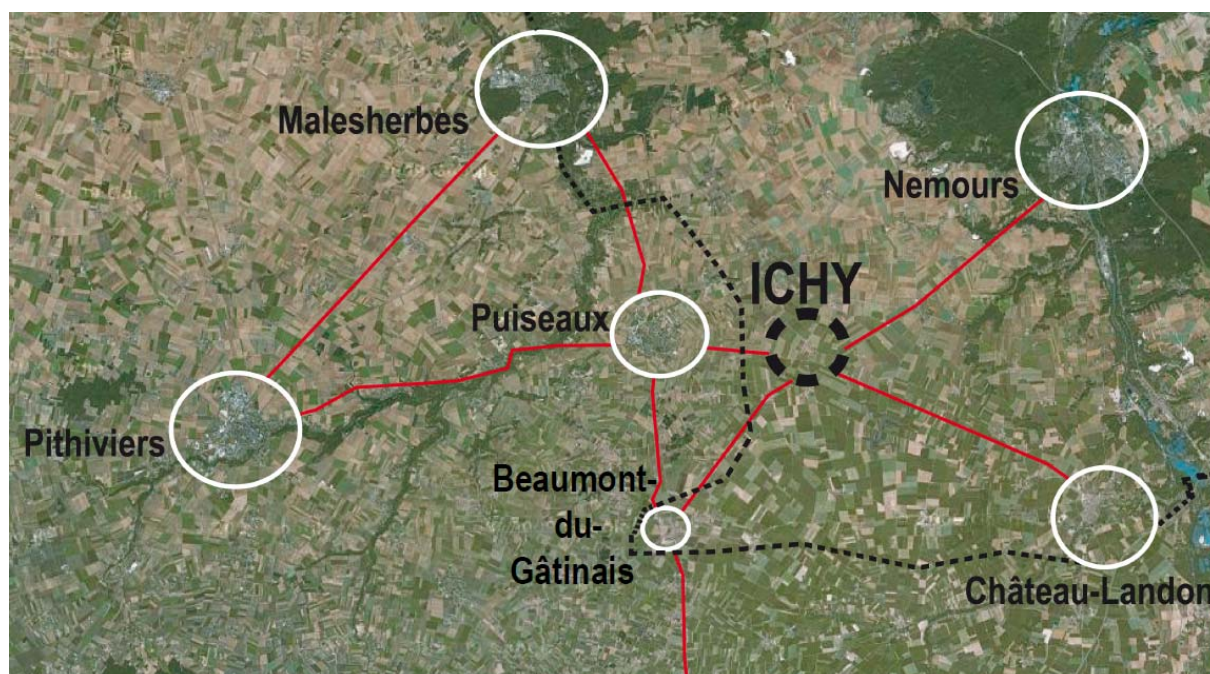 Malesherbes
Nemours
ICHY
Puiseaux
Pithiviers
Beaumont-
du-
Gâtinais
Château-Landon